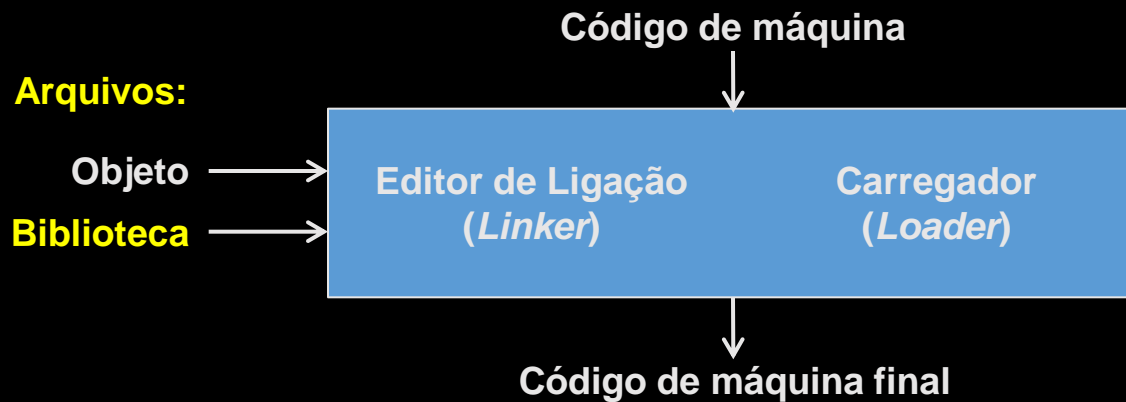 Código de máquina
Arquivos:
Objeto
Biblioteca
Editor de Ligação
(Linker)
Carregador
(Loader)
Código de máquina final